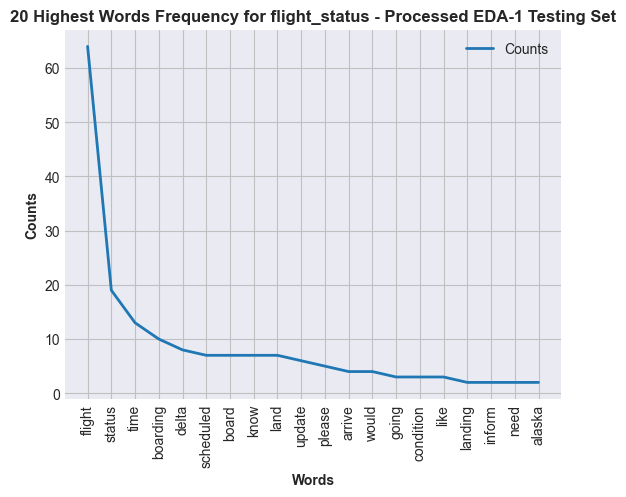 20 Highest Words Frequency for flight_status - Processed EDA-1 Testing Set
Counts
60
50
40
30
20
10
0
Counts
flight
status
time
boarding
delta
scheduled
board
know
land
update
please
arrive
would
going
condition
like
landing
inform
need
alaska
Words